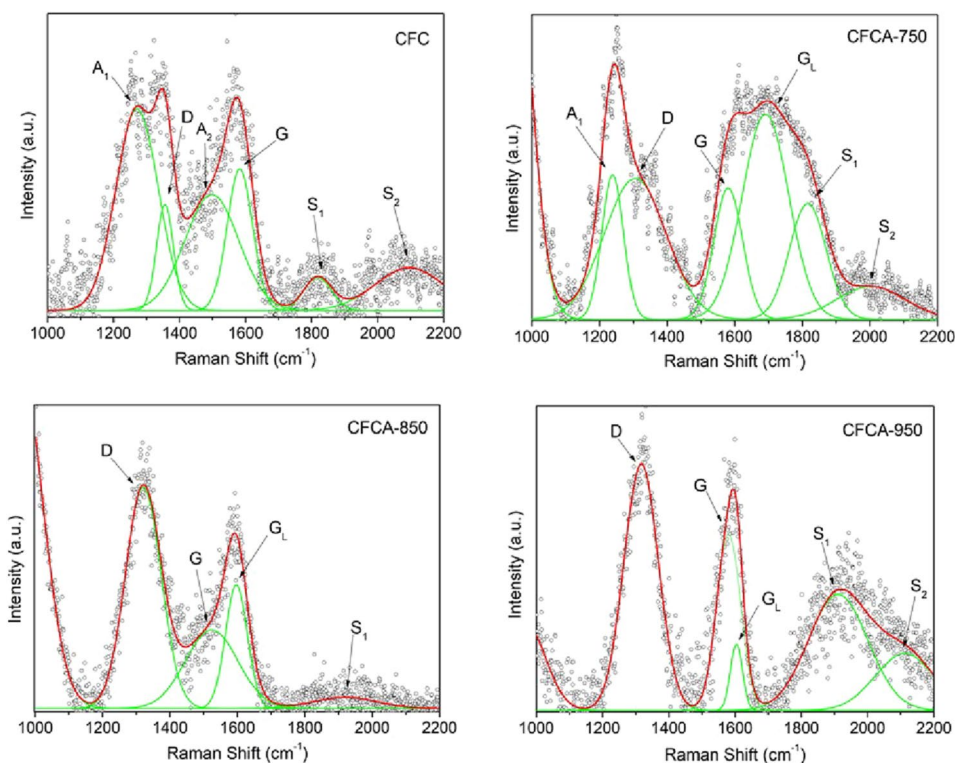 CFC
A1
D
A2
G
S1
S2
Intensity (a.u.)
1000 1200 1400 1600 1800 2000 2200
Raman Shift (cm-1)
CFCA-750
A1
D
G
GL
S1
S2
Intensity (a.u.)
1000 1200 1400 1600 1800 2000 2200
Raman Shift (cm-1)
CFCA-850
D
G
GL
S1
Intensity (a.u.)
1000 1200 1400 1600 1800 2000 2200
Raman Shift (cm-1)
CFCA-950
D
G
GL
S1
S2
Intensity (a.u.)
1000 1200 1400 1600 1800 2000 2200
Raman Shift (cm-1)